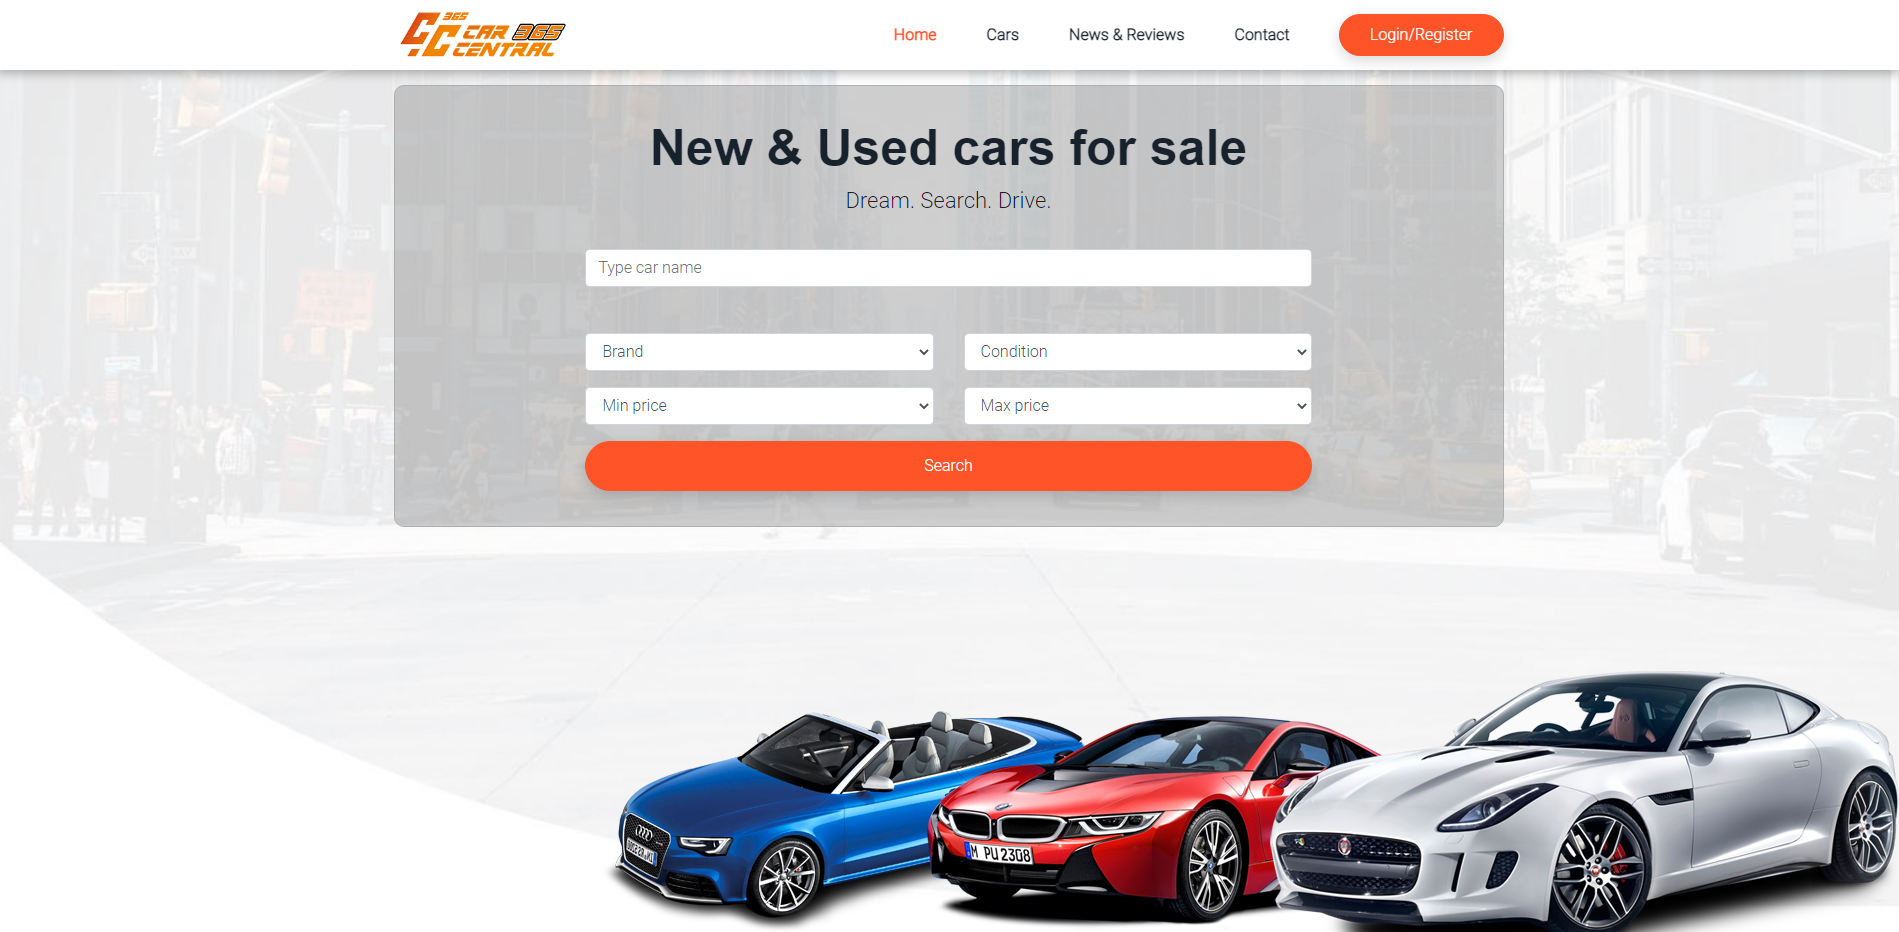 365
CAR 365
CENTRAL
Home
Cars
News & Reviews
Contact
Login/Register
New & Used cars for sale
Dream. Search. Drive.
Type car name
Brand
Condition
Min price
Max price
Search
M PU 2308